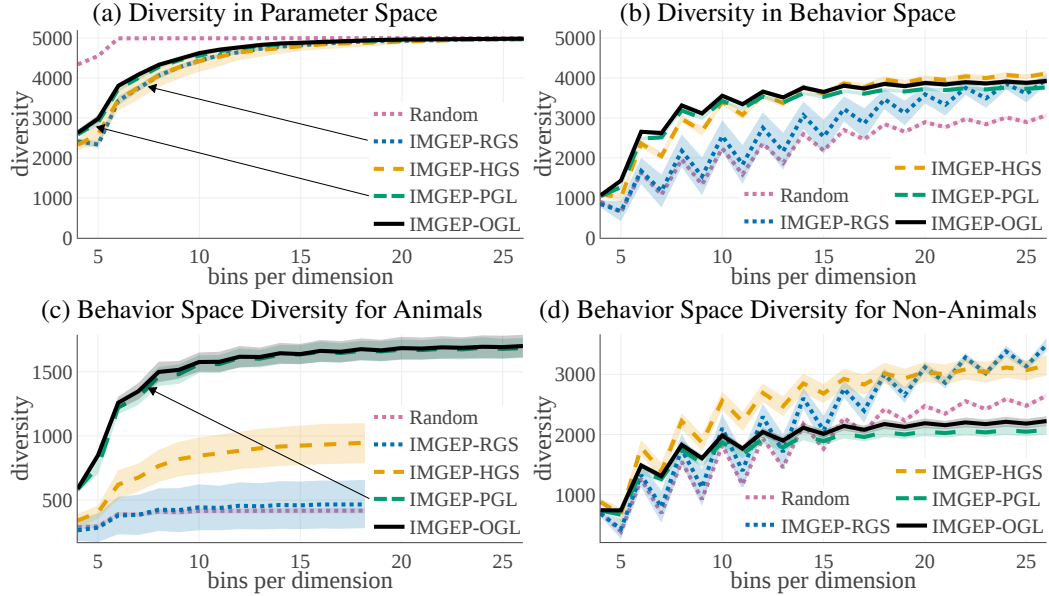 (a) Diversity in Parameter Space
5000
4000
3000
2000
1000
0
diversity
Random
IMGEP-RGS
IMGEP-HGS
IMGEP-PGL
IMGEP-OGL
5 10 15 20 25
bins per dimension
(b) Diversity in Behavior Space
5000
4000
3000
2000
1000
0
diversity
IMGEP-HGS
Random IMGEP-PGL
IMGEP-RGS IMGEP-OGL
5 10 15 20 25
bins per dimension
(c) Behavior Space Diversity for Animals
1500
1000
500
diversity
Random
IMGEP-RGS
IMGEP-HGS
IMGEP-PGL
IMGEP-OGL
5 10 15 20 25
bins per dimension
(d) Behavior Space Diversity for Non-Animals
3000
2000
1000
diversity
IMGEP-HGS
Random IMGEP-PGL
IMGEP-RGS IMGEP-OGL
5 10 15 20 25
bins per dimension